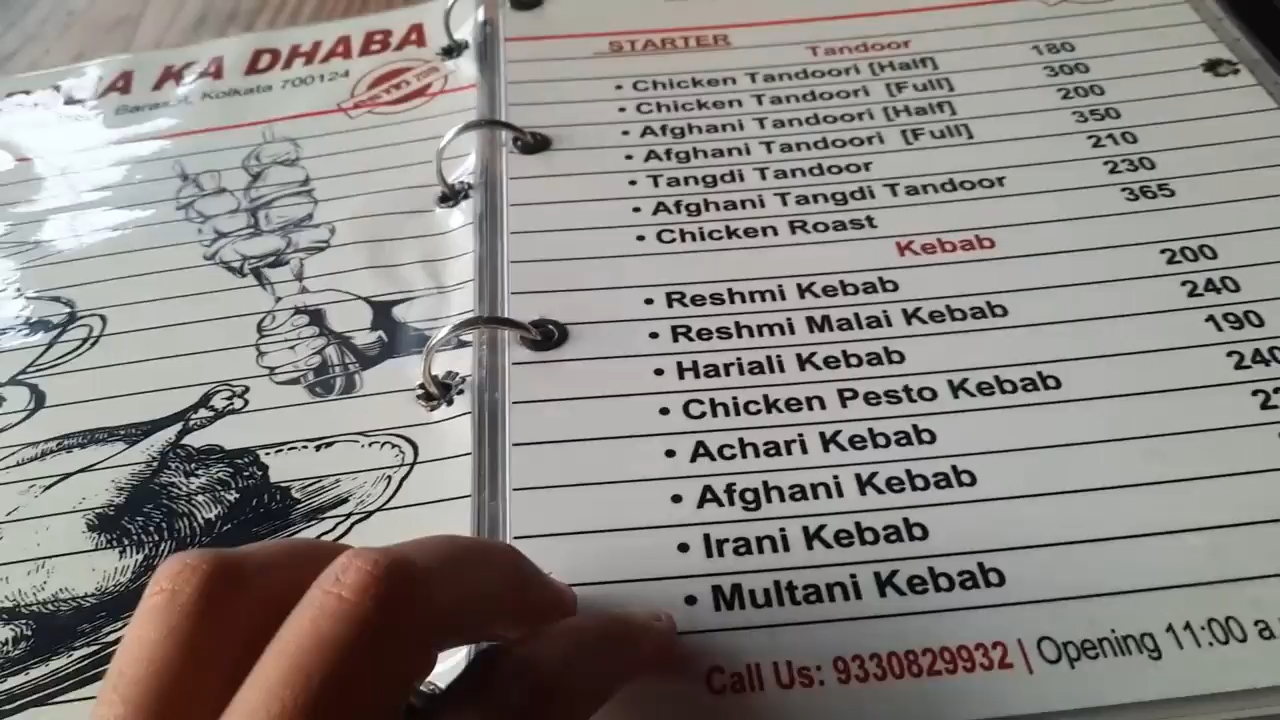 KA DHABA
Barasat, Kolkata 700124
STARTER
Tandoor
• Chicken Tandoori [Half] 180
• Chicken Tandoori [Full] 300
• Afghani Tandoori [Half] 200
• Afghani Tandoori [Full] 350
• Tangdi Tandoor 210
• Afghani Tangdi Tandoor 230
• Chicken Roast 365
Kebab
• Reshmi Kebab 200
• Reshmi Malai Kebab 240
• Hariali Kebab 190
• Chicken Pesto Kebab 240
• Achari Kebab
• Afghani Kebab
• Irani Kebab
• Multani Kebab
Call Us: 9330829932 | Opening 11:00 a.